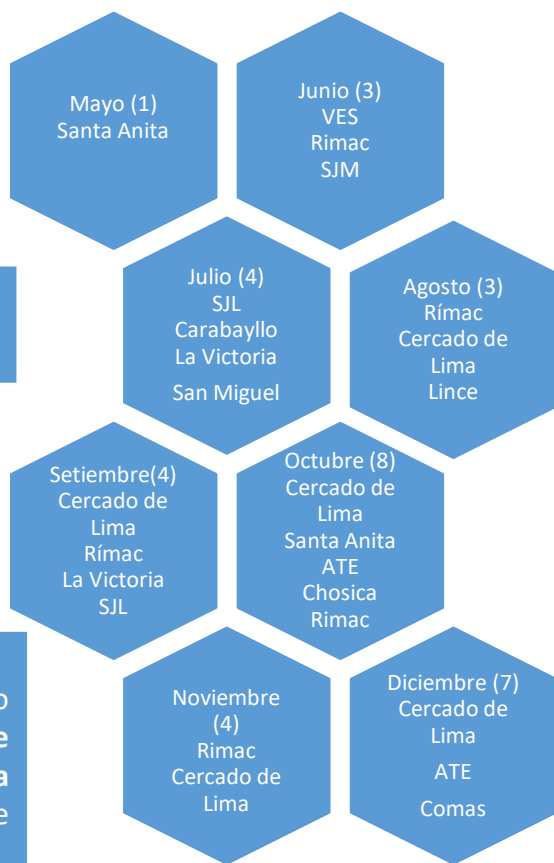 Mayo (1)
Santa Anita
Junio (3)
VES
Rimac
SJM
Julio (4)
SJL
Carabayllo
La Victoria
San Miguel
Agosto (3)
Rímac
Cercado de
Lima
Lince
Setiembre(4)
Cercado de
Lima
Rímac
La Victoria
SJL
Octubre (8)
Cercado de
Lima
Santa Anita
ATE
Chosica
Rimac
Noviembre
(4)
Rimac
Cercado de
Lima
Diciembre (7)
Cercado de
Lima
ATE
Comas
o
e
a
e